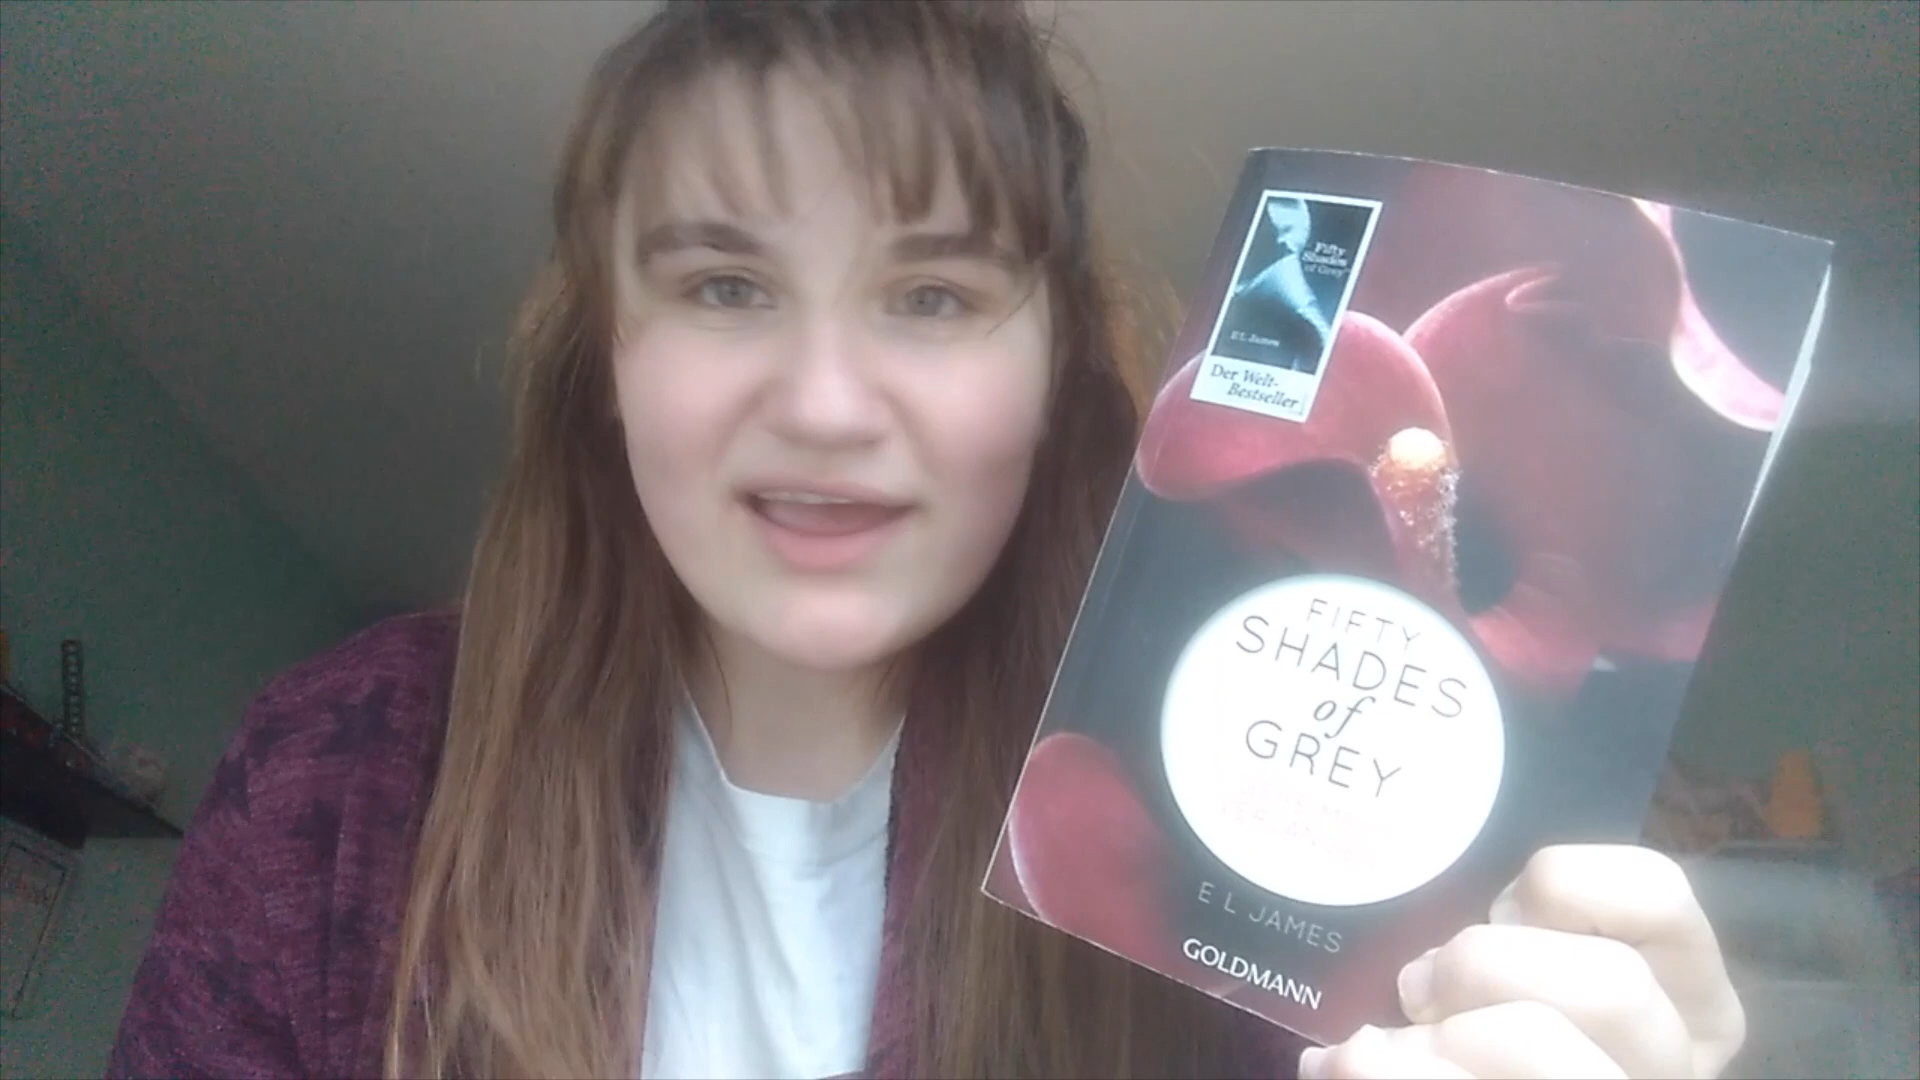 Fifty
Shades
of Grey
E L James
Der Welt-
Bestseller
FIFTY
SHADES
of
GREY
E L JAMES
GOLDMANN